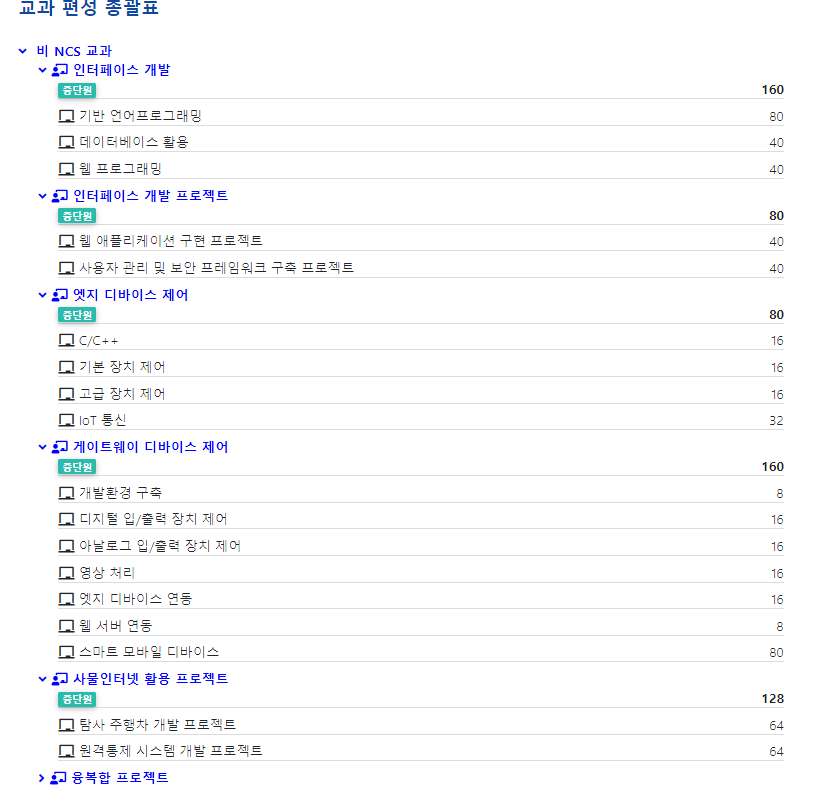 교과 편성 총괄표
비 NCS 교과
인터페이스 개발
중단원 160
기반 언어프로그래밍 80
데이터베이스 활용 40
웹 프로그래밍 40
인터페이스 개발 프로젝트
중단원 80
웹 애플리케이션 구현 프로젝트 40
사용자 관리 및 보안 프레임워크 구축 프로젝트 40
엣지 디바이스 제어
중단원 80
C/C++ 16
기본 장치 제어 16
고급 장치 제어 16
IoT 통신 32
게이트웨이 디바이스 제어
중단원 160
개발환경 구축 8
디지털 입/출력 장치 제어 16
아날로그 입/출력 장치 제어 16
영상 처리 16
엣지 디바이스 연동 16
웹 서버 연동 8
스마트 모바일 디바이스 80
사물인터넷 활용 프로젝트
중단원 128
탐사 주행차 개발 프로젝트 64
원격통제 시스템 개발 프로젝트 64
융복합 프로젝트